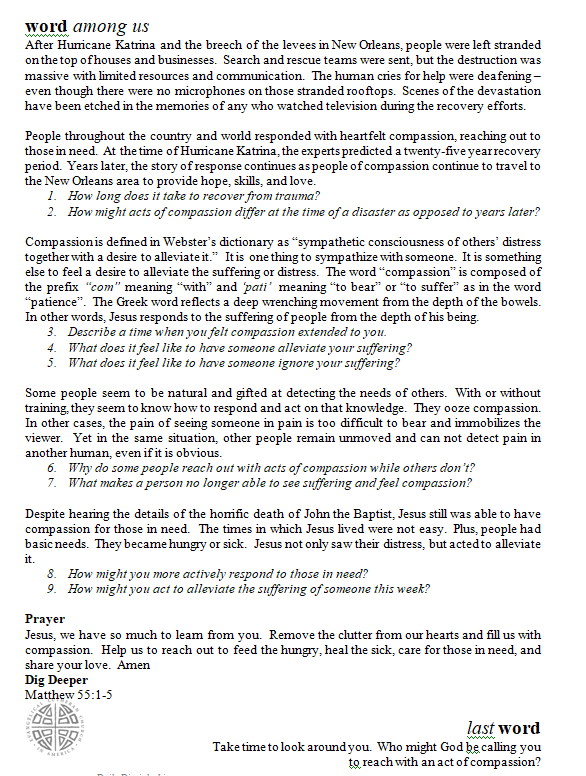 word among us
After Hurricane Katrina and the breech of the levees in New Orleans, people were left stranded
on the top of houses and businesses. Search and rescue teams were sent, but the destruction was
massive with limited resources and communication. The human cries for help were deafening –
even though there were no microphones on those stranded rooftops. Scenes of the devastation
have been etched in the memories of any who watched television during the recovery efforts.
People throughout the country and world responded with heartfelt compassion, reaching out to
those in need. At the time of Hurricane Katrina, the experts predicted a twenty-five year recovery
period. Years later, the story of response continues as people of compassion continue to travel to
the New Orleans area to provide hope, skills, and love.
1. How long does it take to recover from trauma?
2. How might acts of compassion differ at the time of a disaster as opposed to years later?
Compassion is defined in Webster's dictionary as “sympathetic consciousness of others' distress
together with a desire to alleviate it.” It is one thing to sympathize with someone. It is something
else to feel a desire to alleviate the suffering or distress. The word “compassion” is composed of
the prefix “com” meaning “with” and 'pati' meaning “to bear” or “to suffer” as in the word
“patience”. The Greek word reflects a deep wrenching movement from the depth of the bowels.
In other words, Jesus responds to the suffering of people from the depth of his being.
3. Describe a time when you felt compassion extended to you.
4. What does it feel like to have someone alleviate your suffering?
5. What does it feel like to have someone ignore your suffering?
Some people seem to be natural and gifted at detecting the needs of others. With or without
training, they seem to know how to respond and act on that knowledge. They ooze compassion.
In other cases, the pain of seeing someone in pain is too difficult to bear and immobilizes the
viewer. Yet in the same situation, other people remain unmoved and can not detect pain in
another human, even if it is obvious.
6. Why do some people reach out with acts of compassion while others don't?
7. What makes a person no longer able to see suffering and feel compassion?
Despite hearing the details of the horrific death of John the Baptist, Jesus still was able to have
compassion for those in need. The times in which Jesus lived were not easy. Plus, people had
basic needs. They became hungry or sick. Jesus not only saw their distress, but acted to alleviate
it.
8. How might you more actively respond to those in need?
9. How might you act to alleviate the suffering of someone this week?
Prayer
Jesus, we have so much to learn from you. Remove the clutter from our hearts and fill us with
compassion. Help us to reach out to feed the hungry, heal the sick, care for those in need, and
share your love. Amen
Dig Deeper
Matthew 55:1-5
last word
Take time to look around you. Who might God be calling you
to reach with an act of compassion?